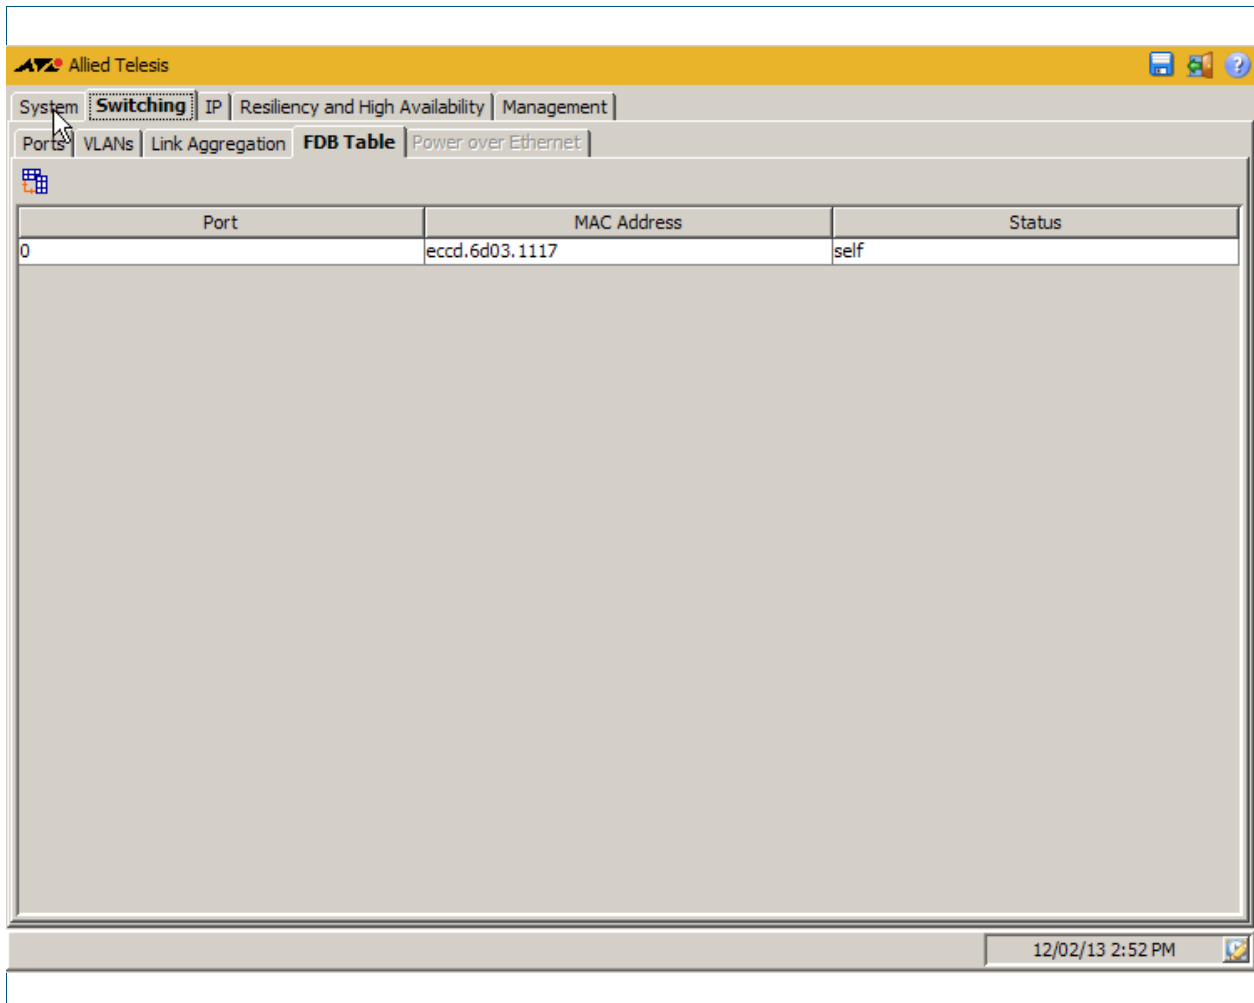 Allied Telesis
System Switching IP Resiliency and High Availability Management
Ports VLANs Link Aggregation FDB Table Power over Ethernet
Port MAC Address Status
0 eccd.6d03.1117 self
12/02/13 2:52 PM